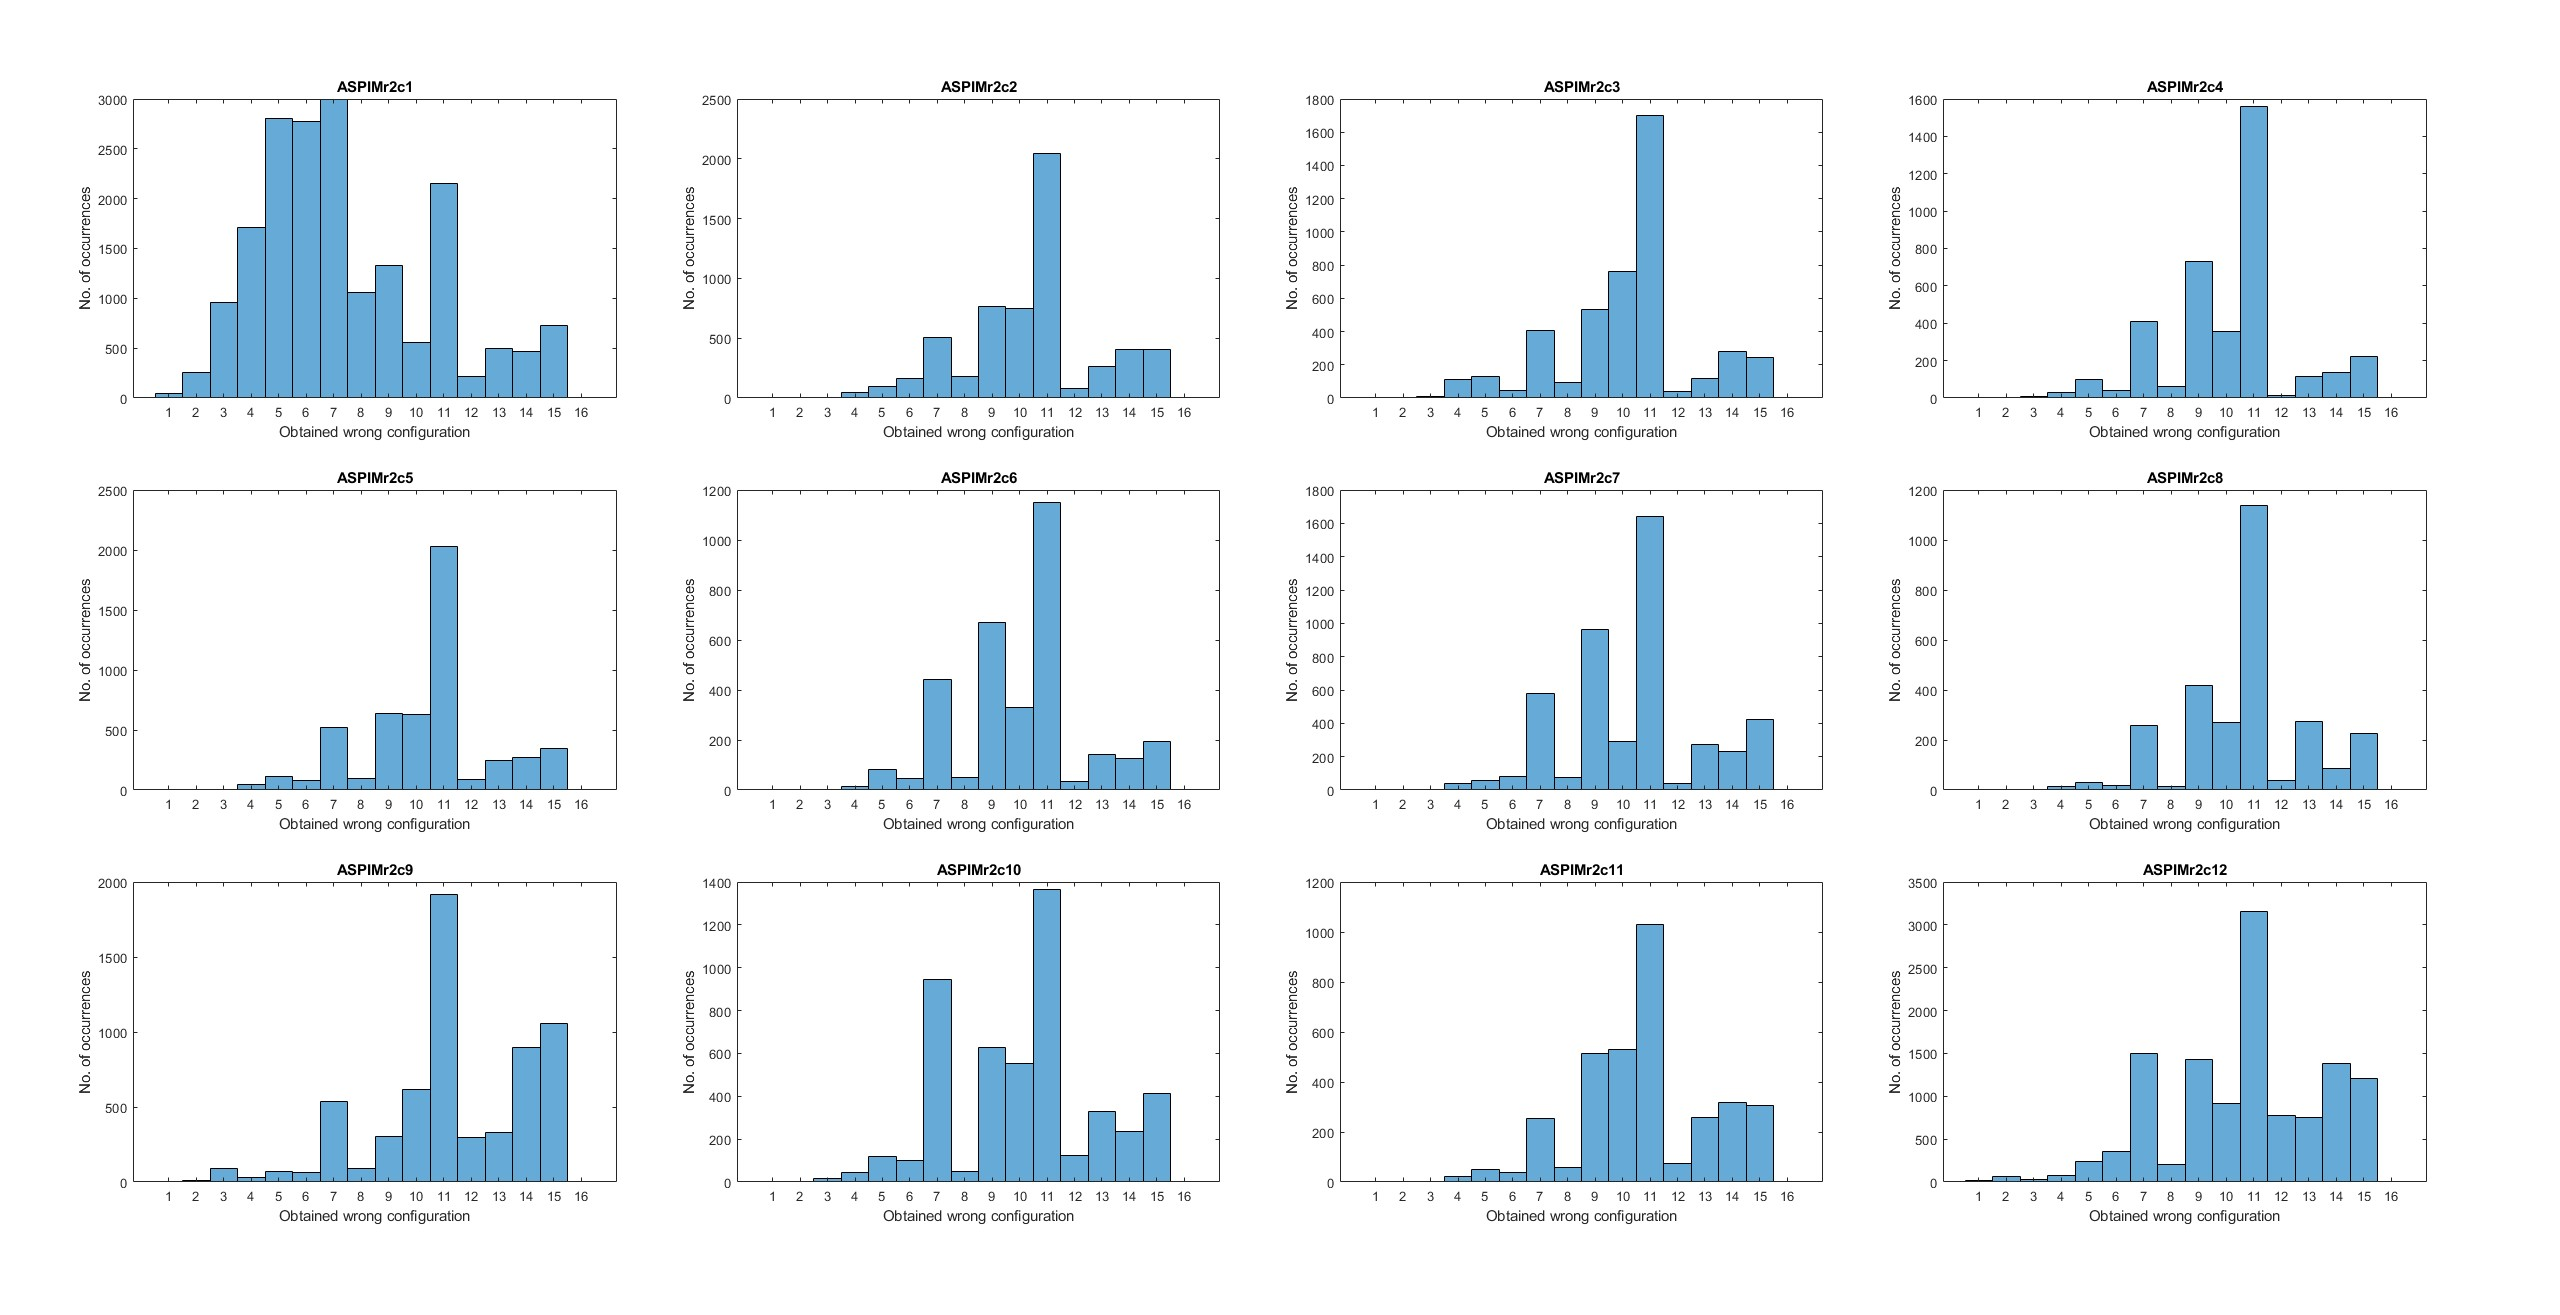 ASPIMr2c1
No. of occurrences
3000
2500
2000
1500
1000
500
0
1 2 3 4 5 6 7 8 9 10 11 12 13 14 15 16
Obtained wrong configuration
ASPIMr2c2
No. of occurrences
2500
2000
1500
1000
500
0
1 2 3 4 5 6 7 8 9 10 11 12 13 14 15 16
Obtained wrong configuration
ASPIMr2c3
No. of occurrences
1800
1600
1400
1200
1000
800
600
400
200
0
1 2 3 4 5 6 7 8 9 10 11 12 13 14 15 16
Obtained wrong configuration
ASPIMr2c4
No. of occurrences
1600
1400
1200
1000
800
600
400
200
0
1 2 3 4 5 6 7 8 9 10 11 12 13 14 15 16
Obtained wrong configuration
ASPIMr2c5
No. of occurrences
2500
2000
1500
1000
500
0
1 2 3 4 5 6 7 8 9 10 11 12 13 14 15 16
Obtained wrong configuration
ASPIMr2c6
No. of occurrences
1200
1000
800
600
400
200
0
1 2 3 4 5 6 7 8 9 10 11 12 13 14 15 16
Obtained wrong configuration
ASPIMr2c7
No. of occurrences
1800
1600
1400
1200
1000
800
600
400
200
0
1 2 3 4 5 6 7 8 9 10 11 12 13 14 15 16
Obtained wrong configuration
ASPIMr2c8
No. of occurrences
1200
1000
800
600
400
200
0
1 2 3 4 5 6 7 8 9 10 11 12 13 14 15 16
Obtained wrong configuration
ASPIMr2c9
No. of occurrences
2000
1500
1000
500
0
1 2 3 4 5 6 7 8 9 10 11 12 13 14 15 16
Obtained wrong configuration
ASPIMr2c10
No. of occurrences
1400
1200
1000
800
600
400
200
0
1 2 3 4 5 6 7 8 9 10 11 12 13 14 15 16
Obtained wrong configuration
ASPIMr2c11
No. of occurrences
1200
1000
800
600
400
200
0
1 2 3 4 5 6 7 8 9 10 11 12 13 14 15 16
Obtained wrong configuration
ASPIMr2c12
No. of occurrences
3500
3000
2500
2000
1500
1000
500
0
1 2 3 4 5 6 7 8 9 10 11 12 13 14 15 16
Obtained wrong configuration